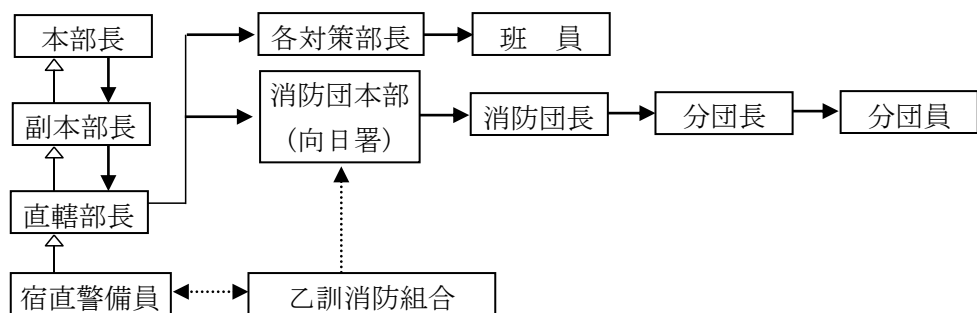 本部長
各対策部長
班　員
消防団本部
(向日署)
消防団長
分団長
分団員
副本部長
直轄部長
宿直警備員
乙訓消防組合